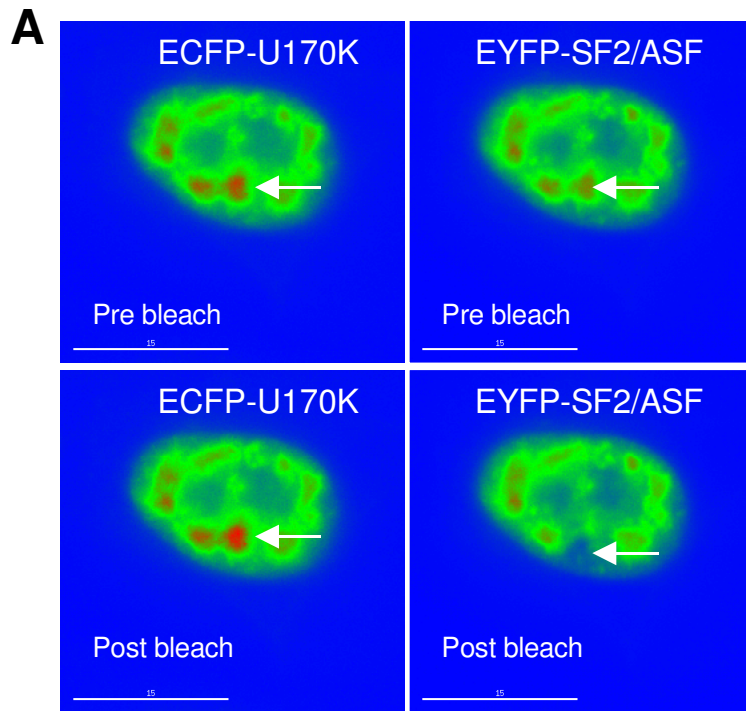 A
ECFP-U170K
EYFP-SF2/ASF
Pre bleach
Pre bleach
15
15
ECFP-U170K
EYFP-SF2/ASF
Post bleach
Post bleach
15
15